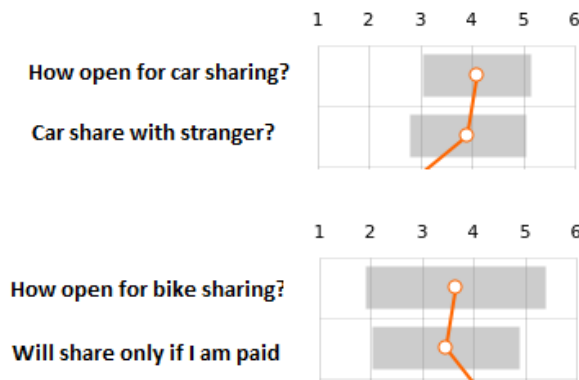 1 2 3 4 5 6
How open for car sharing?
Car share with stranger?
1 2 3 4 5 6
How open for bike sharing?
Will share only if I am paid